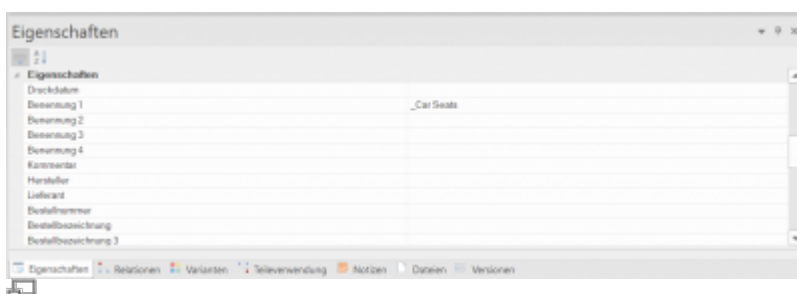 Eigenschaften
Eigenschaften
Druckdatum
Benennung 1 _Car Seats
Benennung 2
Benennung 3
Benennung 4
Kommentar
Hersteller
Lieferant
Bestellnummer
Bestellbezeichnung
Bestellbezeichnung 3
Eigenschaften Relationen Varianten Teileverwendung Notizen Dateien Versionen